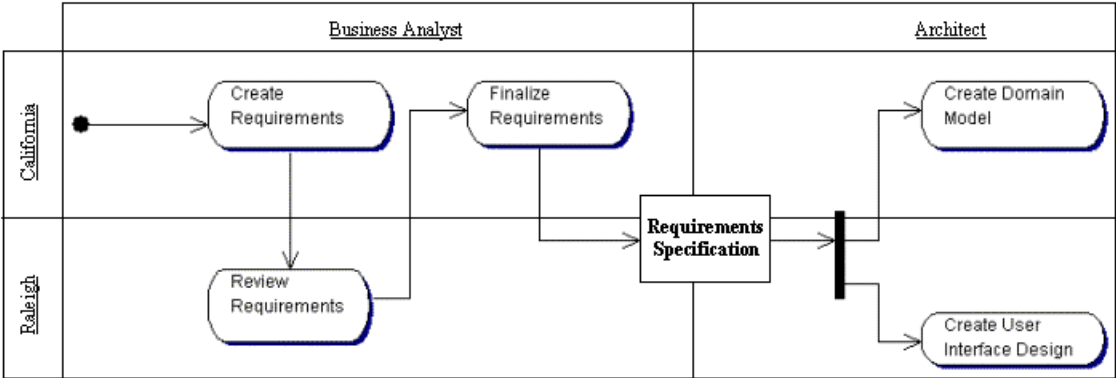 Business Analyst
Architect
California
Create
Requirements
Finalize
Requirements
Create Domain
Model
Requirements
Specification
Raleigh
Review
Requirements
Create User
Interface Design